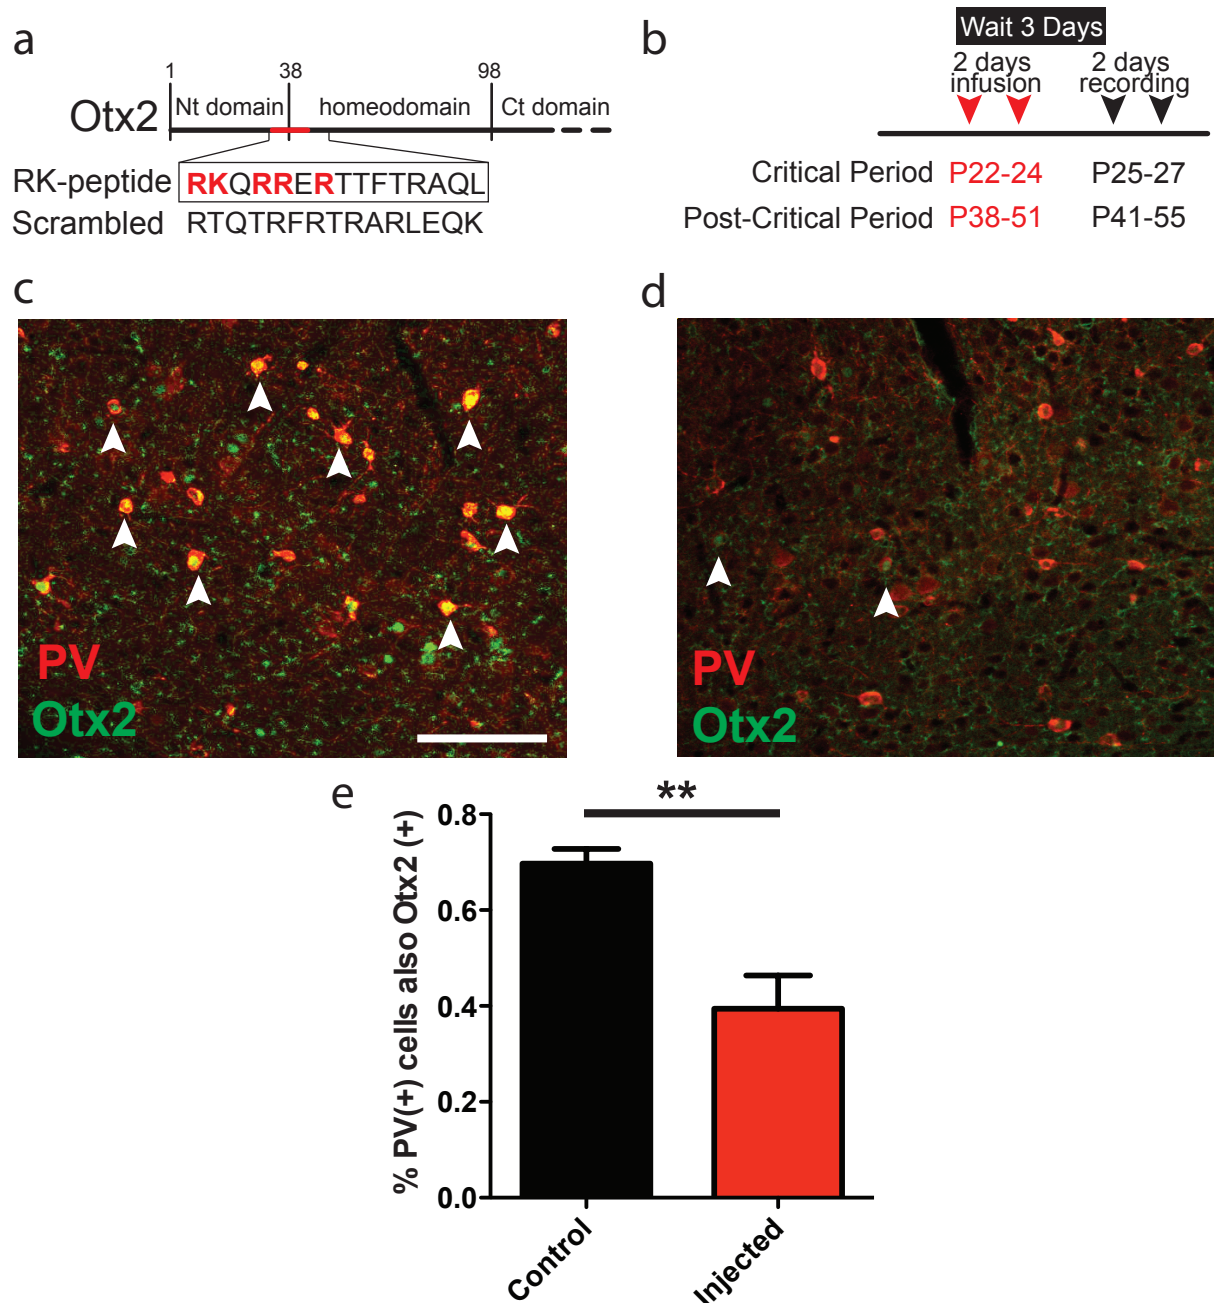 a
1 38 98
Nt domain homeodomain Ct domain
Otx2
RK-peptide RKQRRERTTFTRAQL
Scrambled RTQTRFRTRARLEQK
b
Wait 3 Days
2 days infusion
2 days recording
Critical Period P22-24 P25-27
Post-Critical Period P38-51 P41-55
c
PV
Otx2
d
PV
Otx2
e
**
% PV(+) cells also Otx2 (+)
0.8
0.6
0.4
0.2
0.0
Control
Injected